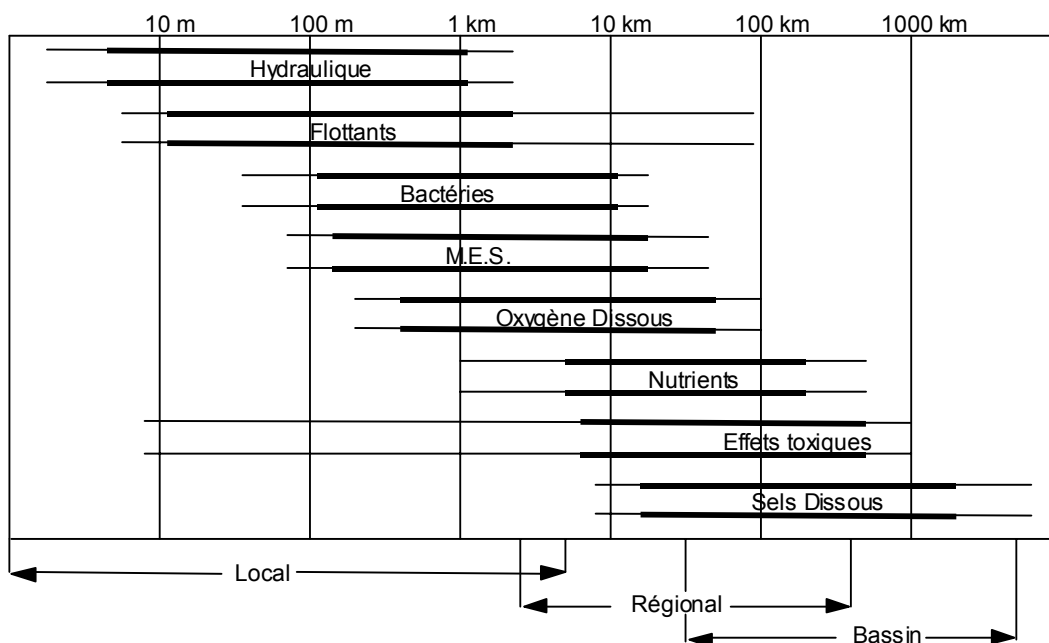 10 m 100 m 1 km 10 km 100 km 1000 km
Hydraulique
Flottants
Bactéries
M.E.S.
Oxygène Dissous
Nutrients
Effets toxiques
Sels Dissous
Local
Régional
Bassin